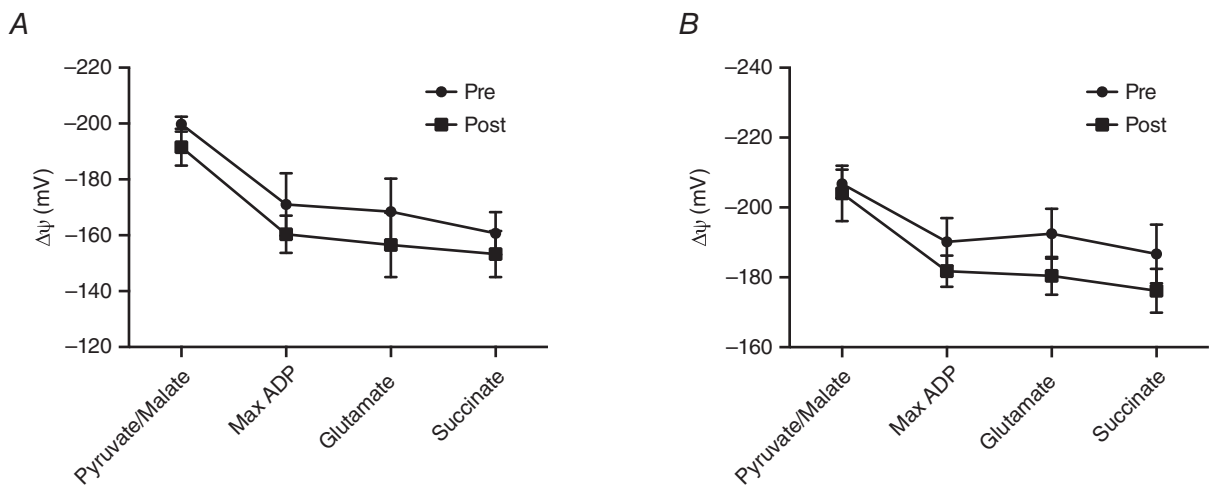 A
−220
−200
−180
−160
−140
−120
Δψ (mV)
Pre
Post
Pyruvate/Malate
Max ADP
Glutamate
Succinate
B
−240
−220
−200
−180
−160
Δψ (mV)
Pre
Post
Pyruvate/Malate
Max ADP
Glutamate
Succinate